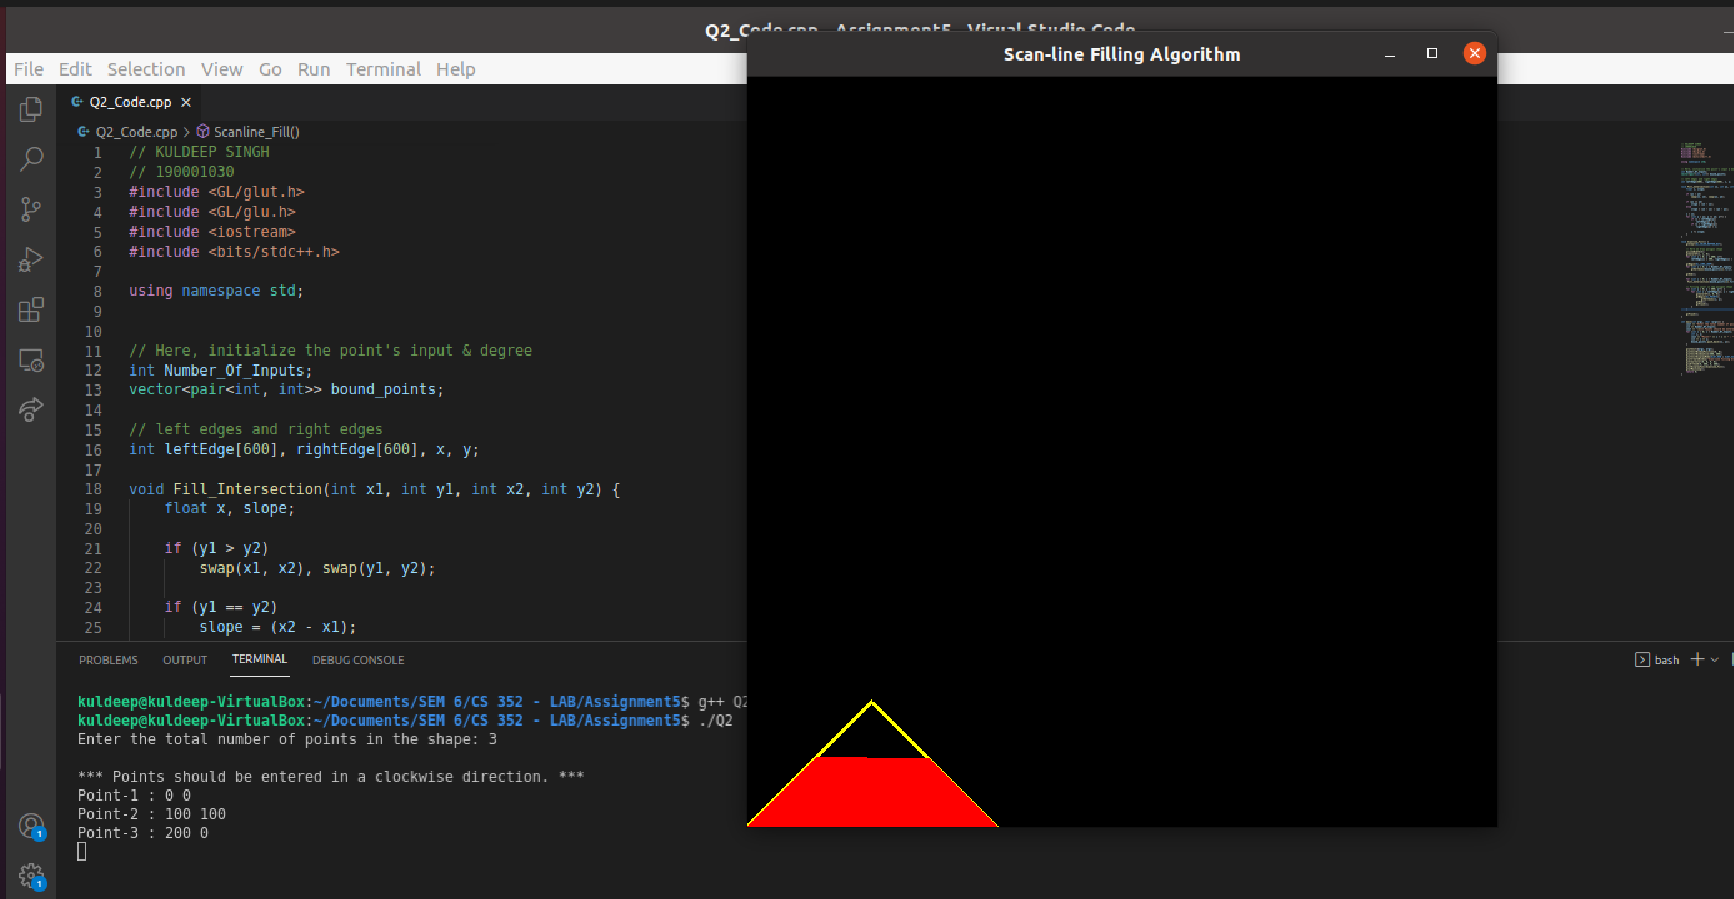 Q2_Code.cpp - Assignment5 - Visual Studio Code
Scan-line Filling Algorithm
File Edit Selection View Go Run Terminal Help
Q2_Code.cpp
Q2_Code.cpp > Scanline_Fill()
1 // KULDEEP SINGH
2 // 190001030
3 #include <GL/glut.h>
4 #include <GL/glu.h>
5 #include <iostream>
6 #include <bits/stdc++.h>
7
8 using namespace std;
9
10
11 // Here, initialize the point's input & degree
12 int Number_Of_Inputs;
13 vector<pair<int, int>> bound_points;
14
15 // left edges and right edges
16 int leftEdge[600], rightEdge[600], x, y;
17
18 void Fill_Intersection(int x1, int y1, int x2, int y2) {
19 float x, slope;
20
21 if (y1 > y2)
22 swap(x1, x2), swap(y1, y2);
23
24 if (y1 == y2)
25 slope = (x2 - x1);
PROBLEMS OUTPUT TERMINAL DEBUG CONSOLE
bash
kuldeep@kuldeep-VirtualBox:~/Documents/SEM 6/CS 352 - LAB/Assignment5$ g++ Q2
kuldeep@kuldeep-VirtualBox:~/Documents/SEM 6/CS 352 - LAB/Assignment5$ ./Q2
Enter the total number of points in the shape: 3
*** Points should be entered in a clockwise direction. ***
Point-1 : 0 0
Point-2 : 100 100
Point-3 : 200 0
1
1